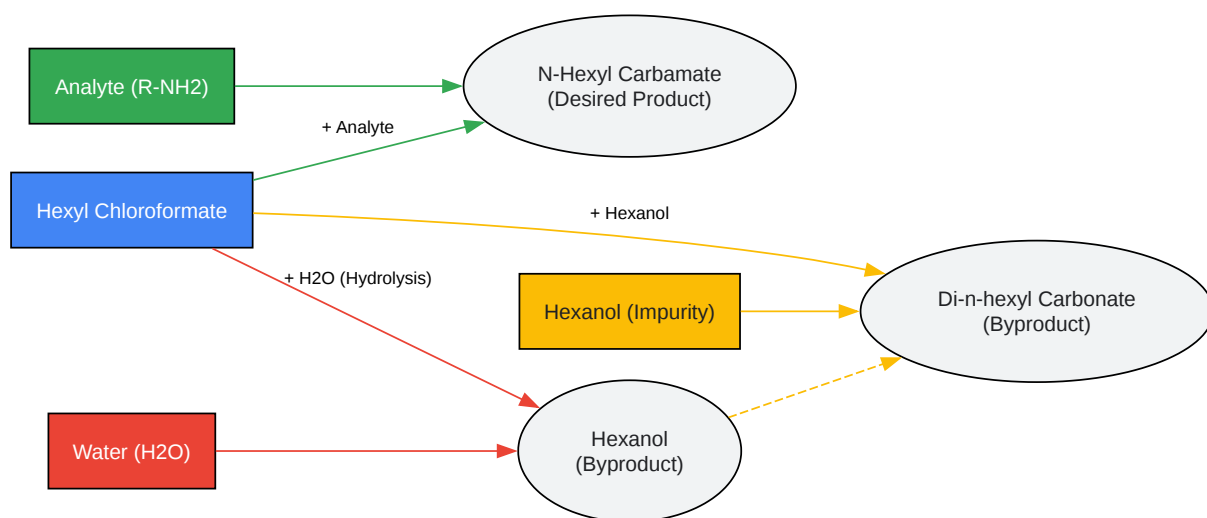 Analyte (R-NH2)
N-Hexyl Carbamate
(Desired Product)
+ Analyte
Hexyl Chloroformate
+ Hexanol
+ H2O (Hydrolysis)
Hexanol (Impurity)
Di-n-hexyl Carbonate
(Byproduct)
Water (H2O)
Hexanol
(Byproduct)